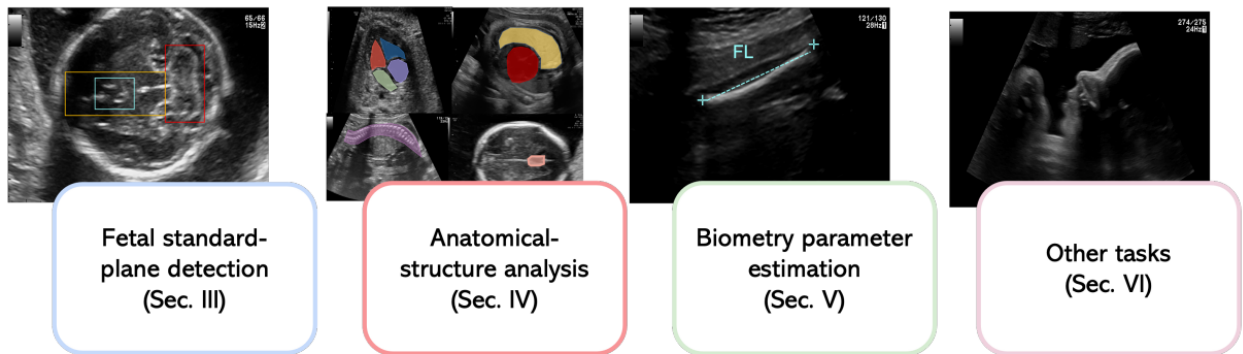 65/66
15Hz
121/130
28Hz
FL
274/275
24Hz
Fetal standard-
plane detection
(Sec. III)
Anatomical-
structure analysis
(Sec. IV)
Biometry parameter
estimation
(Sec. V)
Other tasks
(Sec. VI)